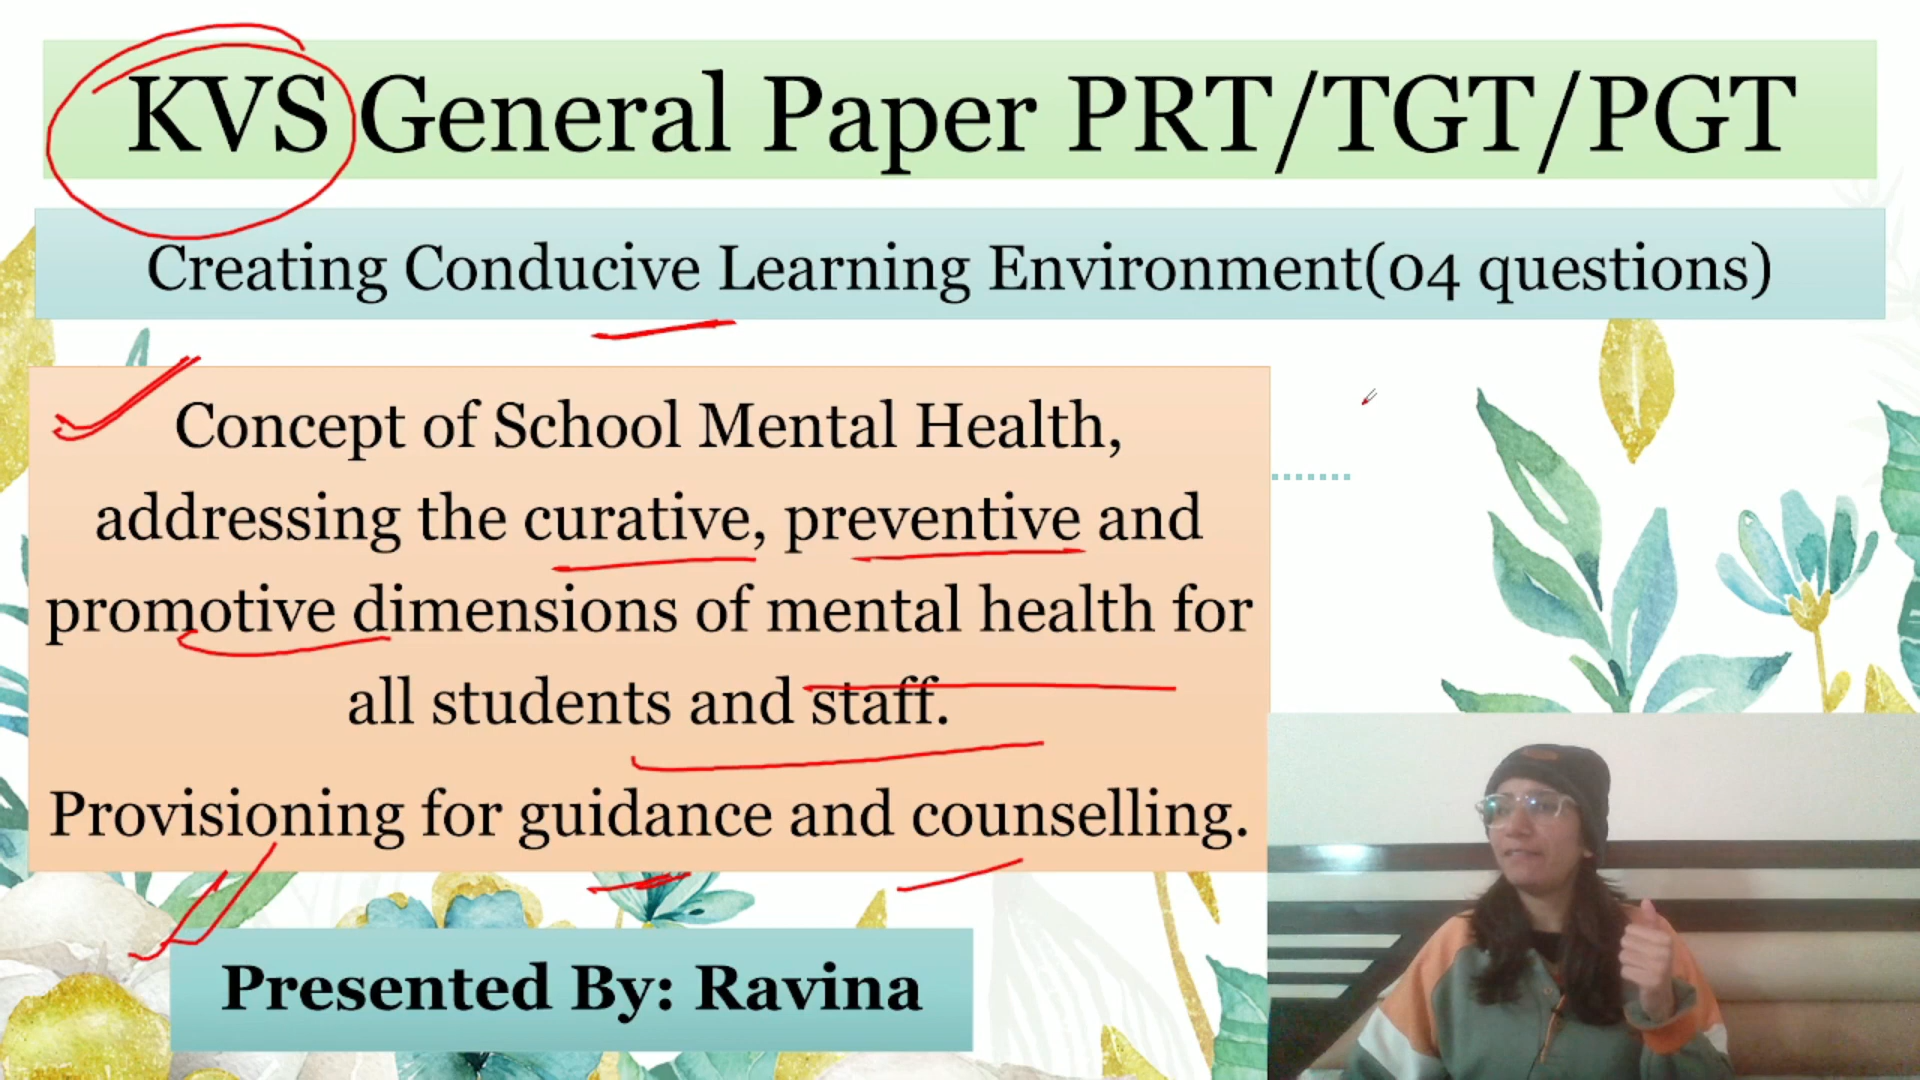 KVS General Paper PRT/TGT/PGT
Creating Conducive Learning Environment(04 questions)
Concept of School Mental Health,
addressing the curative, preventive and
promotive dimensions of mental health for
all students and staff.
Provisioning for guidance and counselling.
Presented By: Ravina